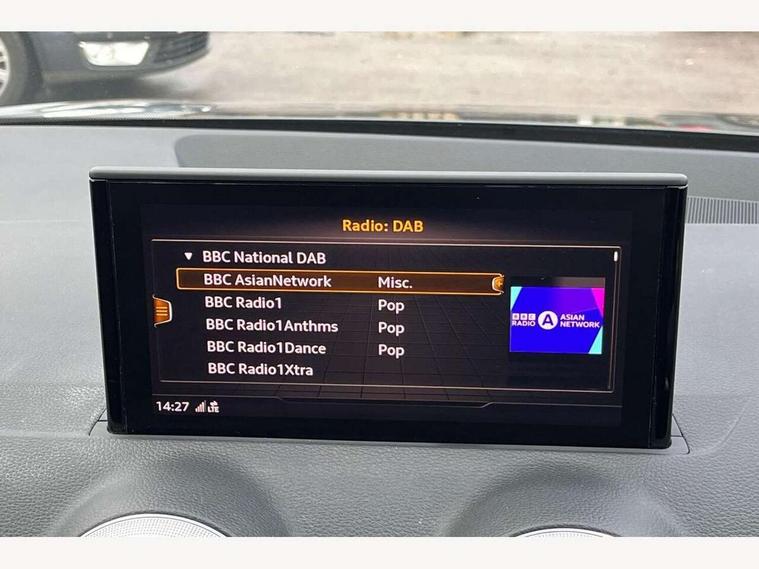 Radio: DAB
▼ BBC National DAB
BBC AsianNetwork Misc.
BBC Radio1 Pop
BBC Radio1Anthms Pop
BBC Radio1Dance Pop
BBC Radio1Xtra
BBC RADIO A ASIAN NETWORK
14:27 LTE